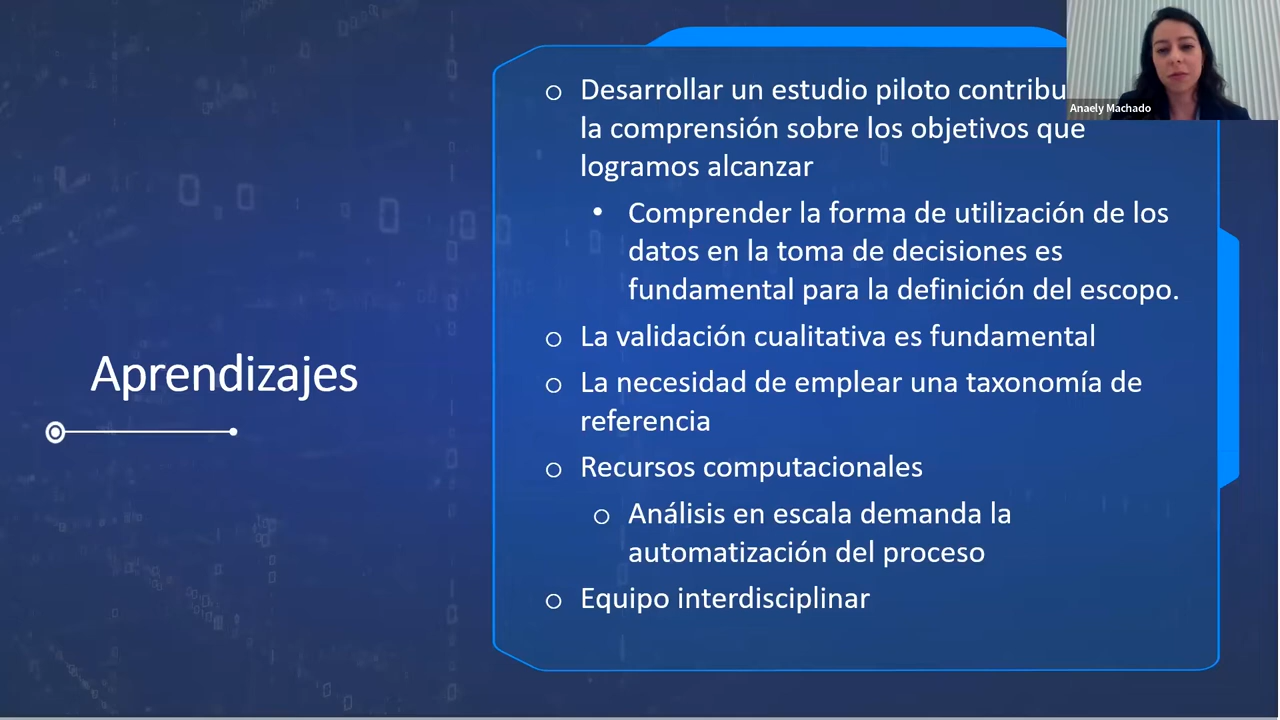 Anaely Machado
Aprendizajes
o Desarrollar un estudio piloto
la comprensión sobre los objetivos que
logramos alcanzar
• Comprender la forma de utilización de los
datos en la toma de decisiones es
fundamental para la definición del escopo.
o La validación cualitativa es fundamental
o La necesidad de emplear una taxonomía de
referencia
o Recursos computacionales
o Análisis en escala demanda la
automatización del proceso
o Equipo interdisciplinar